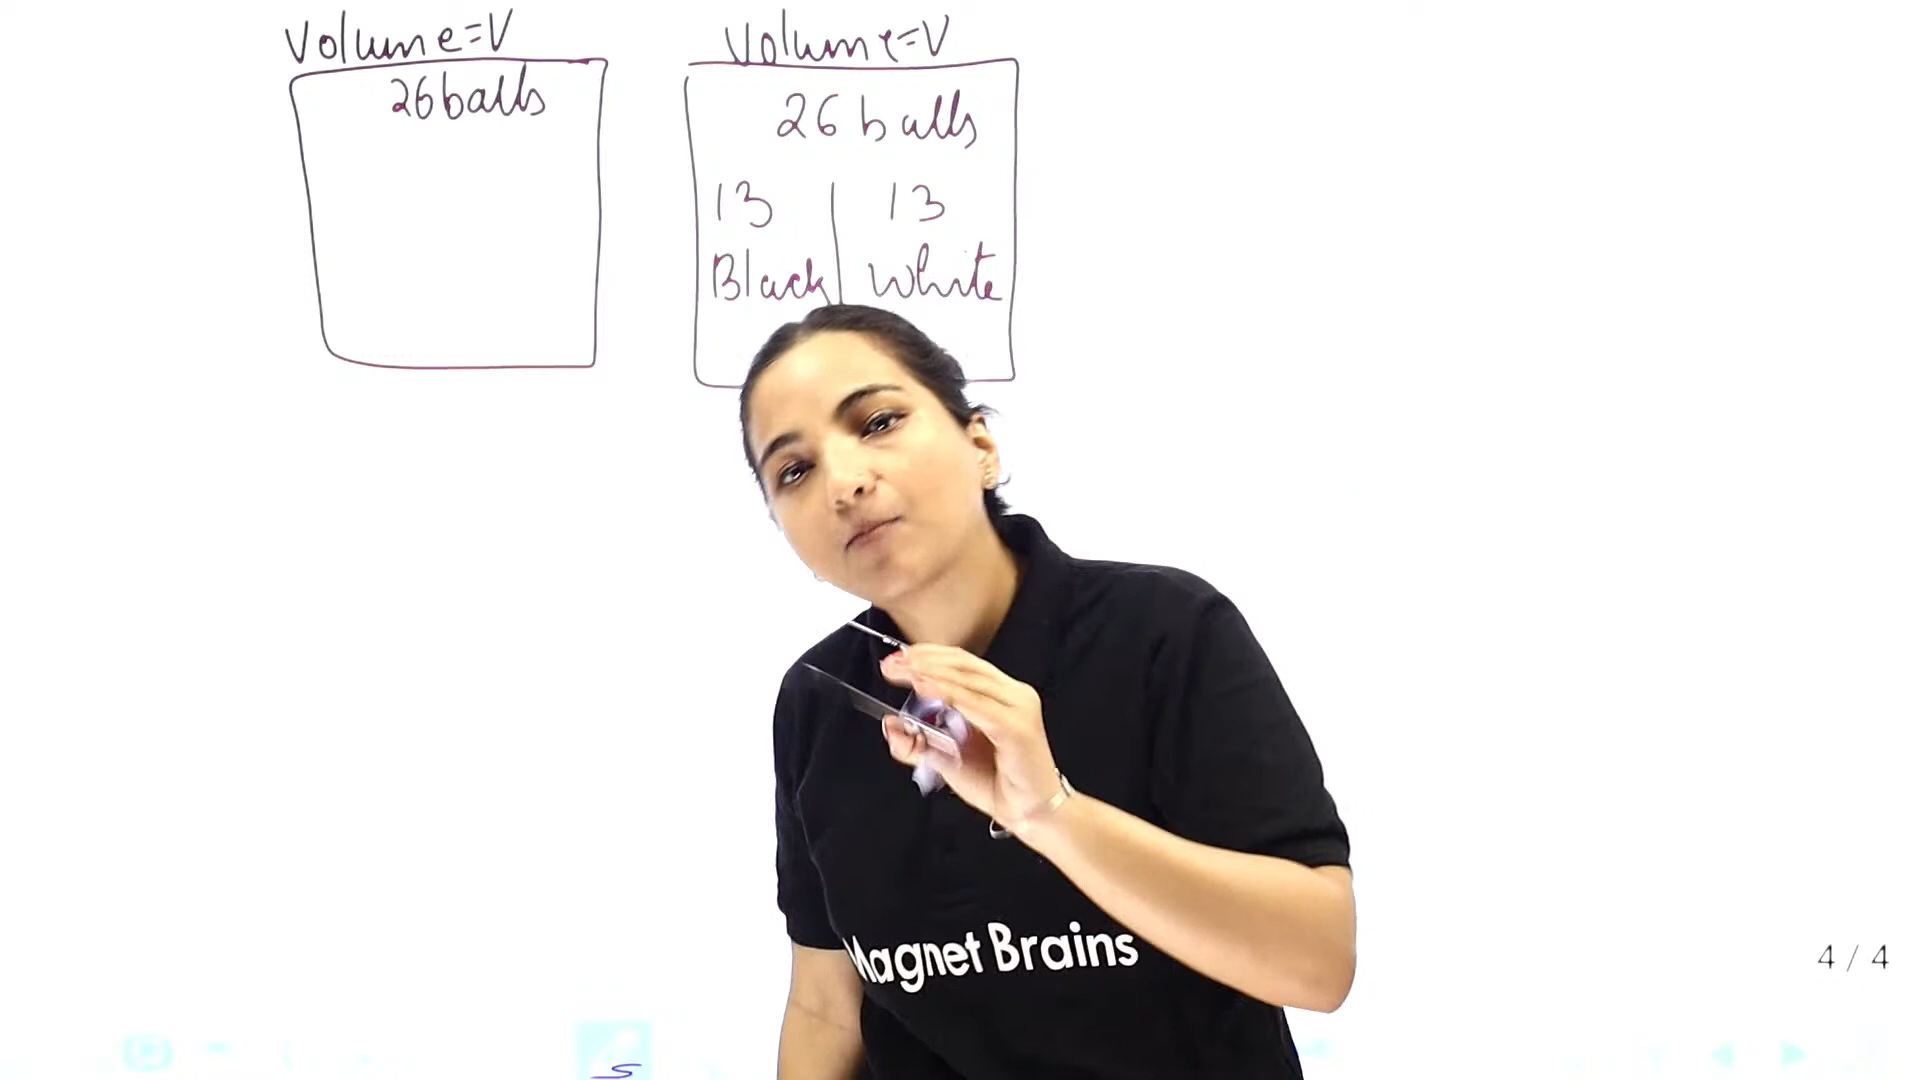 Volume=V
26 balls
Volume=V
26 balls
13 | 13
Black | White
Magnet Brains
4 / 4
S